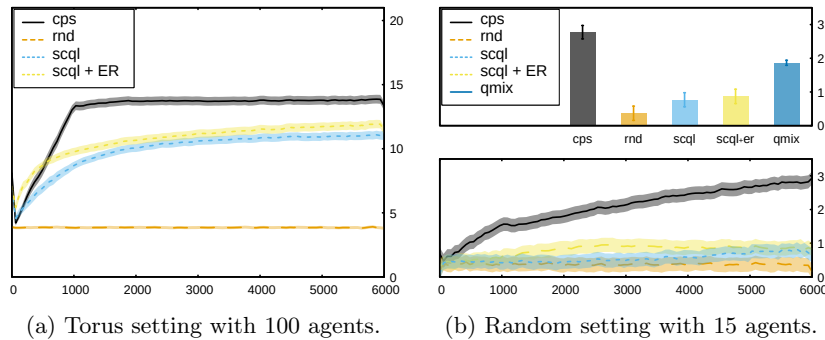 cps
rnd
scql
scql + ER
20
15
10
5
0
0 1000 2000 3000 4000 5000 6000
(a) Torus setting with 100 agents.
cps
rnd
scql
scql + ER
qmix
3
2
1
0
cps rnd scql scql+er qmix
3
2
1
0
0 1000 2000 3000 4000 5000 6000
(b) Random setting with 15 agents.